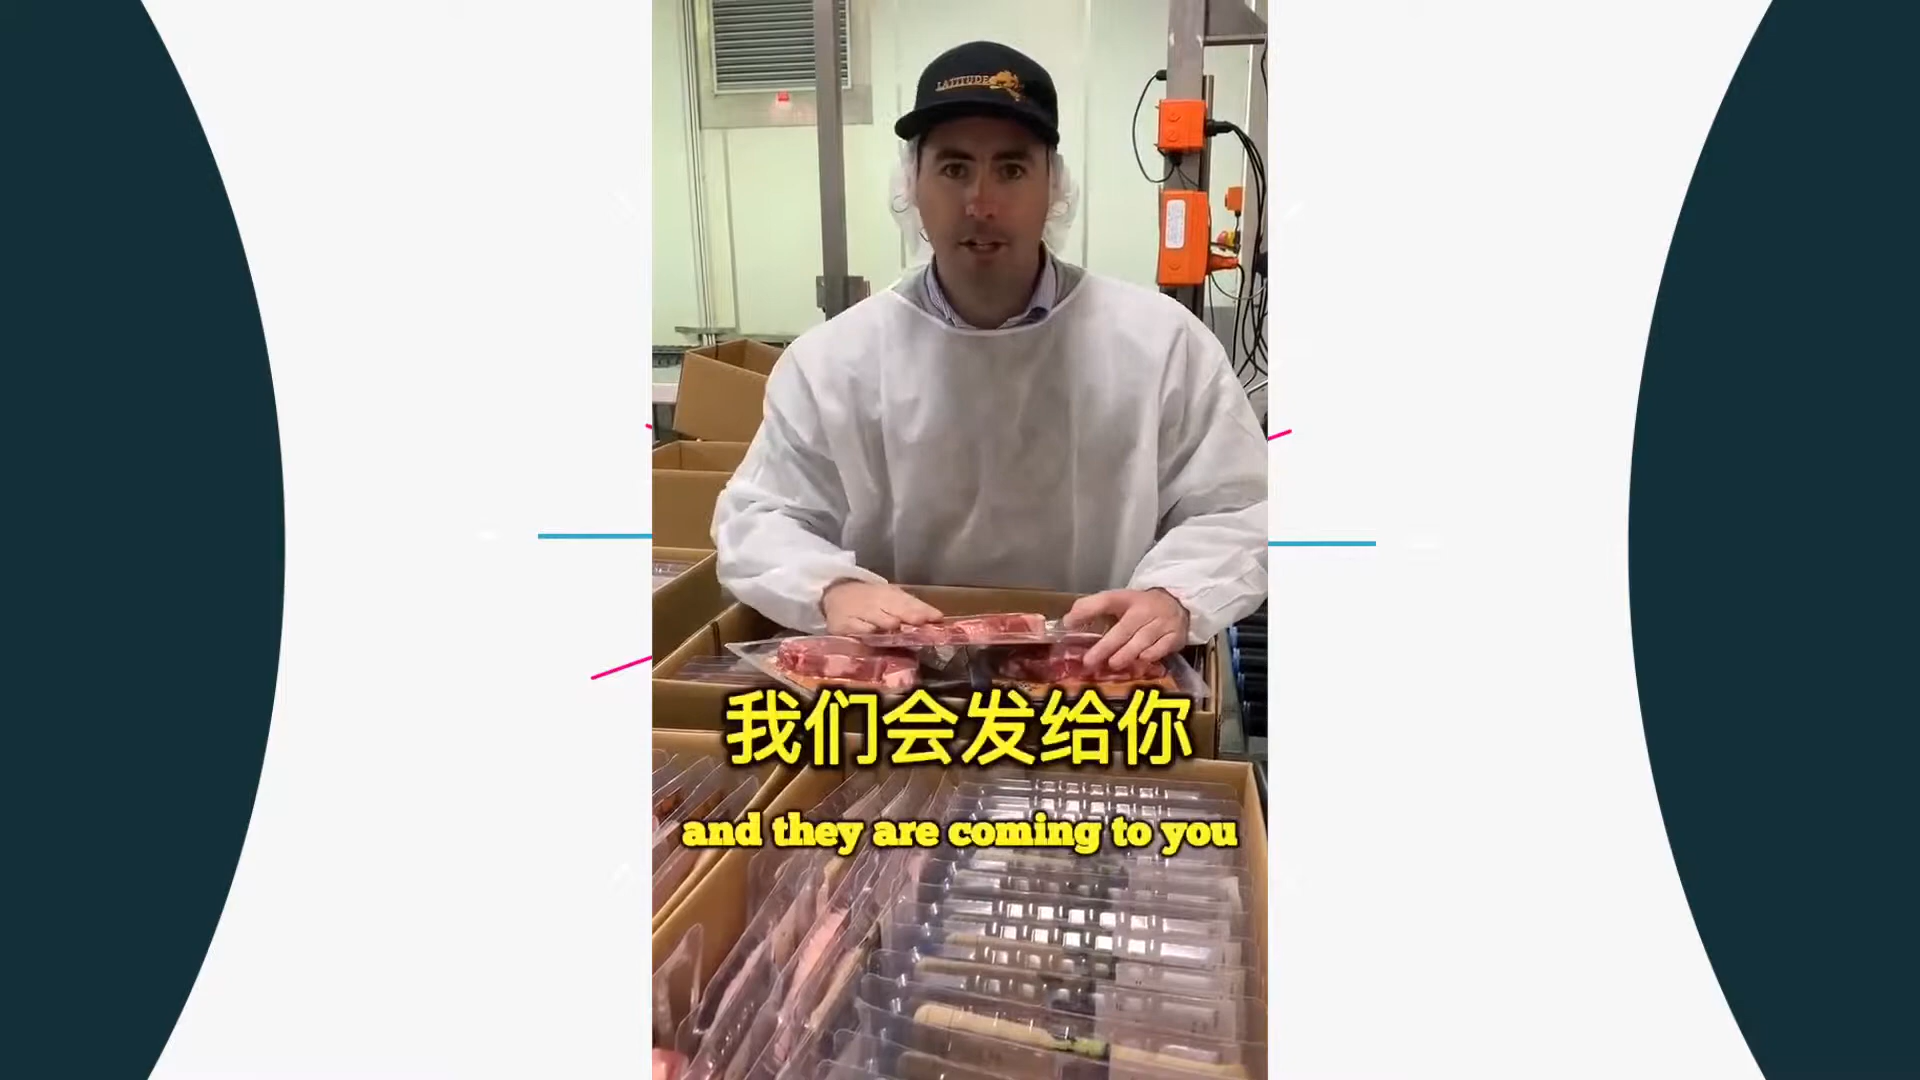 LATITUDE
我们会发给你
and they are coming to you